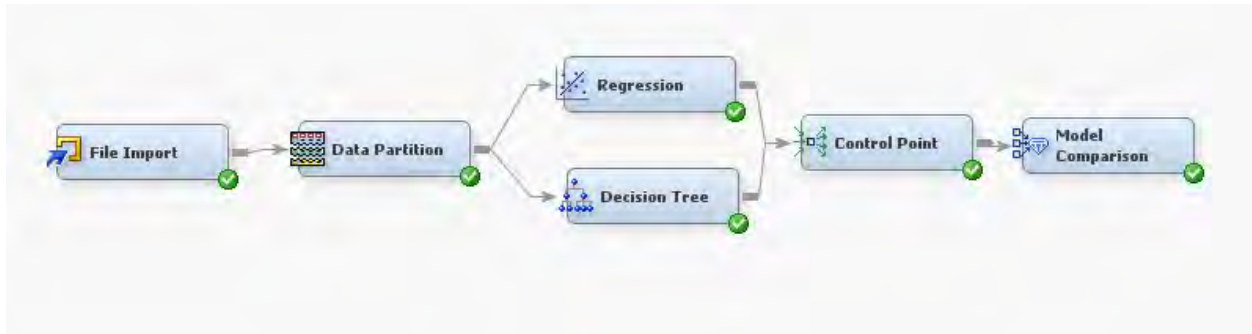 File Import
Data Partition
Regression
Decision Tree
Control Point
Model
Comparison